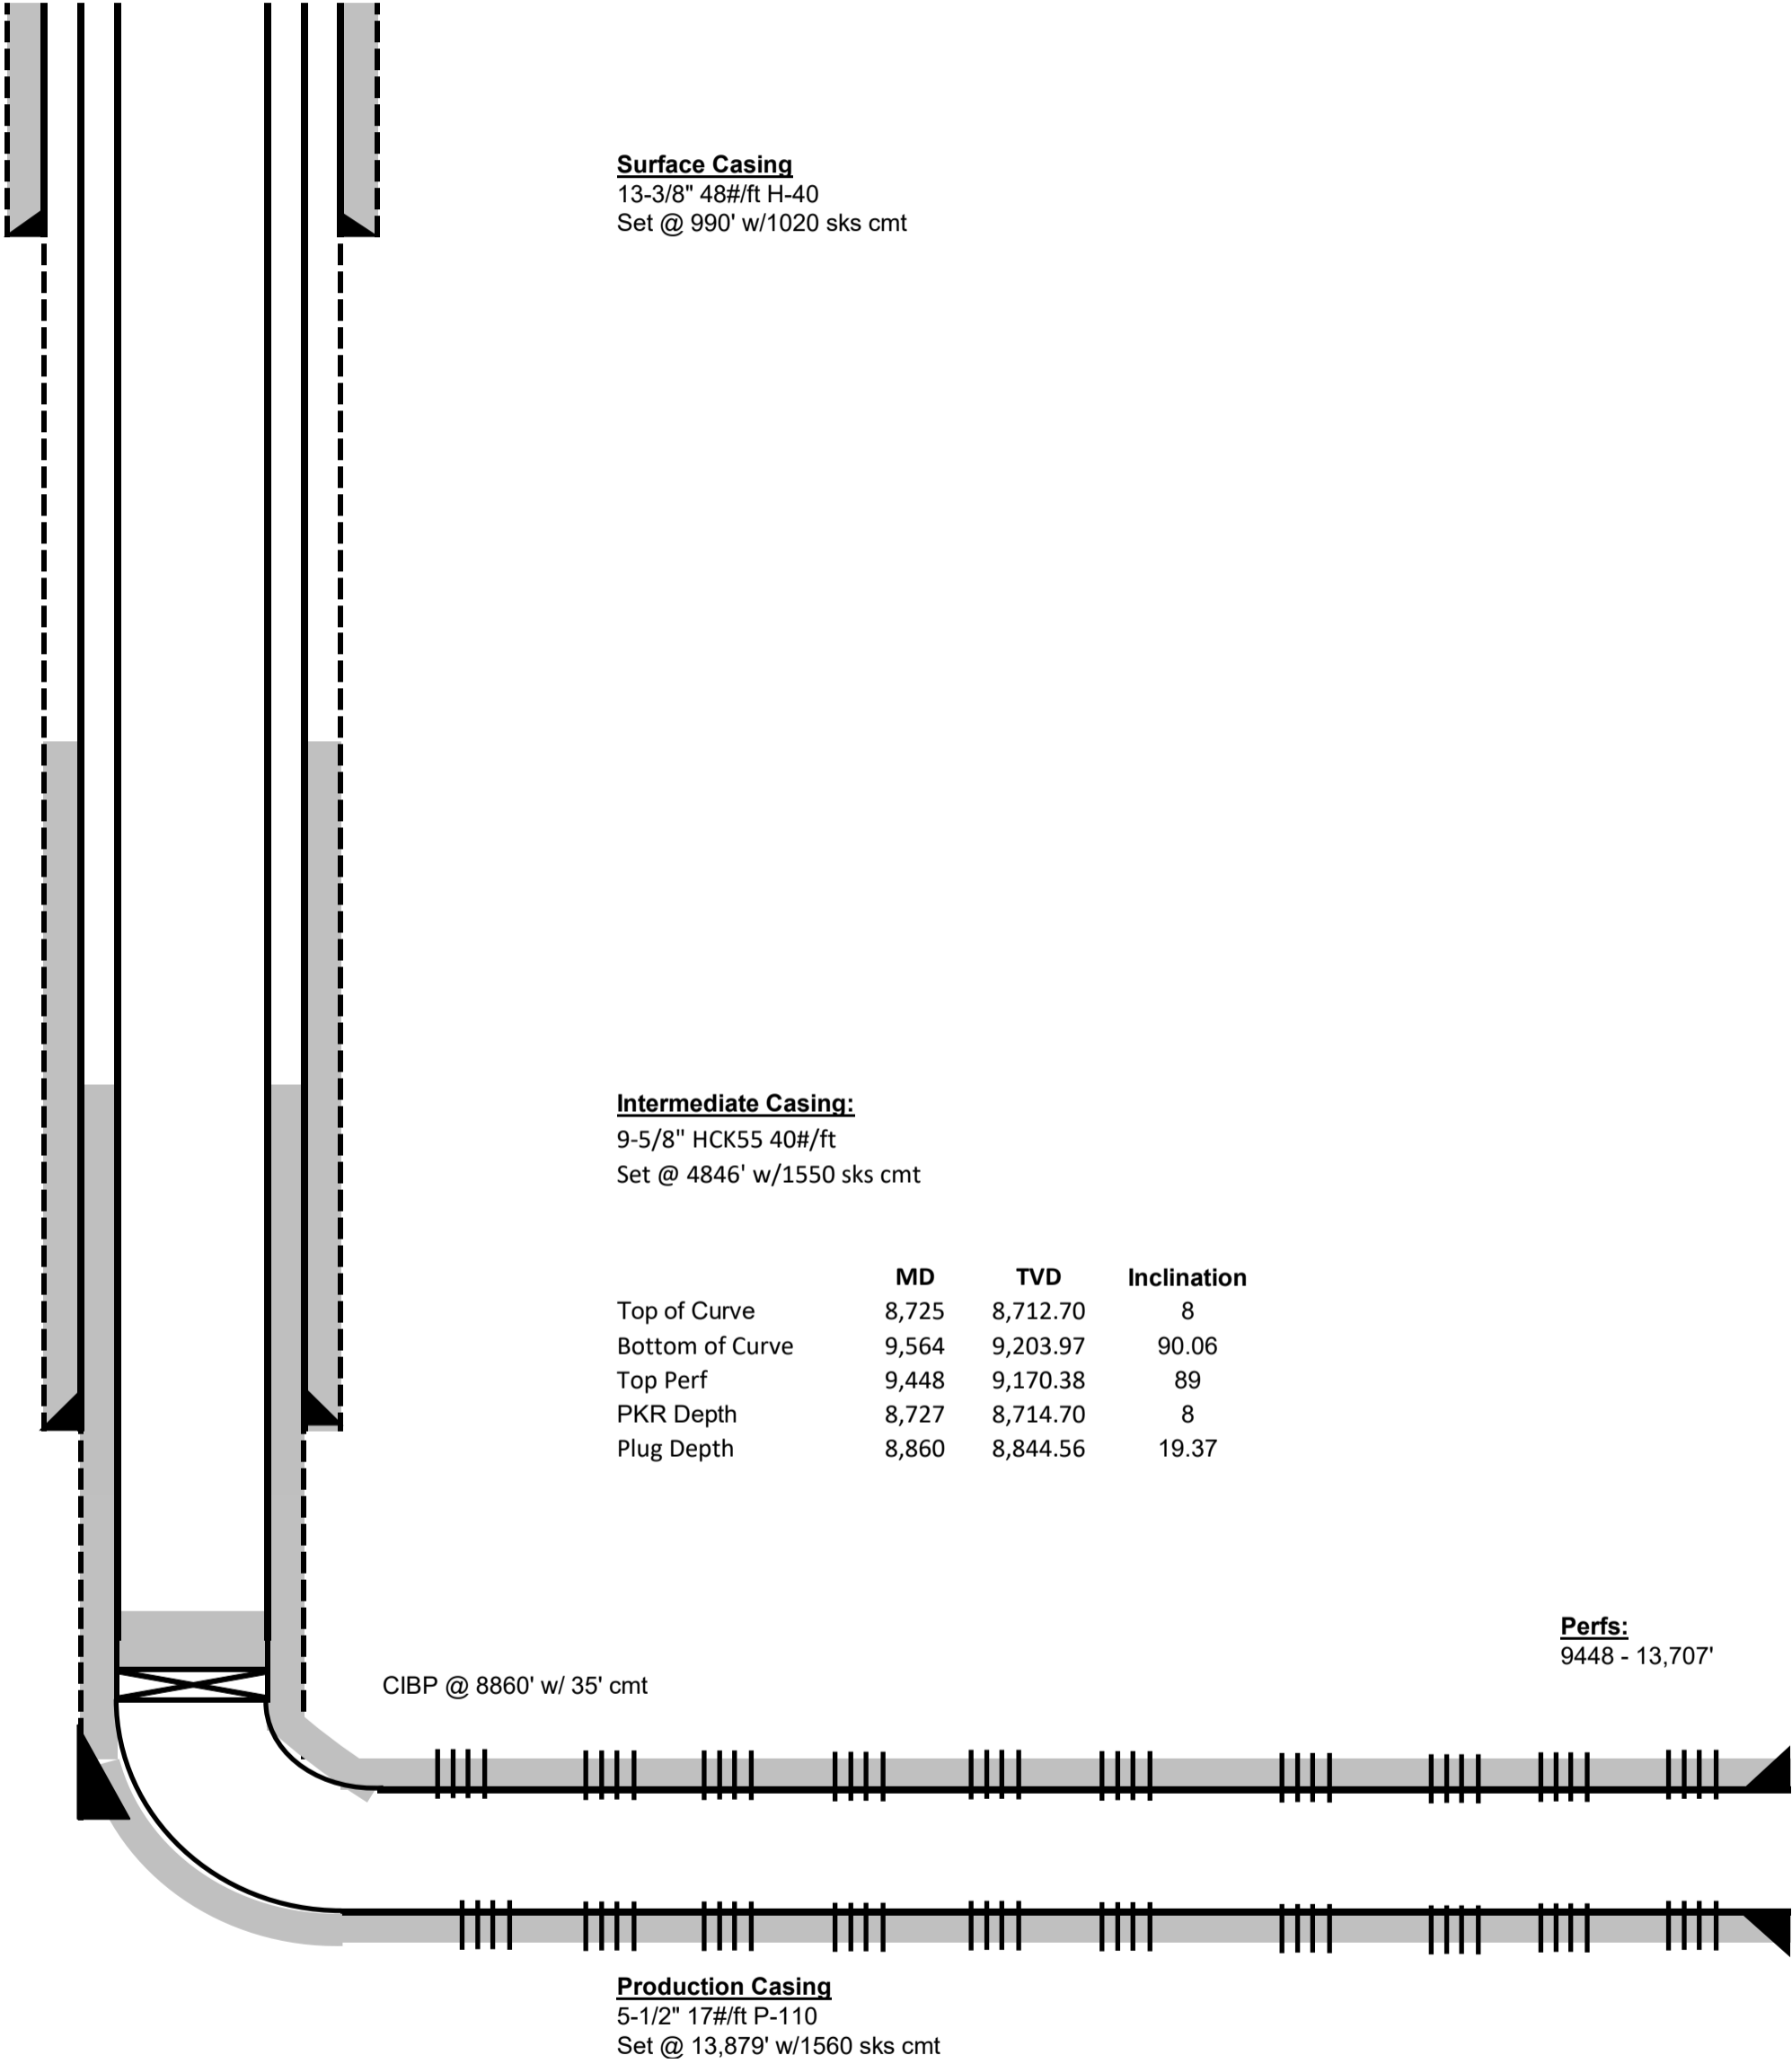 Surface Casing
13-3/8" 48#/ft H-40
Set @ 990' w/1020 sks cmt
Intermediate Casing:
9-5/8" HCK55 40#/ft
Set @ 4846' w/1550 sks cmt
MD TVD Inclination
Top of Curve 8,725 8,712.70 8
Bottom of Curve 9,564 9,203.97 90.06
Top Perf 9,448 9,170.38 89
PKR Depth 8,727 8,714.70 8
Plug Depth 8,860 8,844.56 19.37
Perfs:
9448 - 13,707'
CIBP @ 8860' w/ 35' cmt
Production Casing
5-1/2" 17#/ft P-110
Set @ 13,879' w/1560 sks cmt